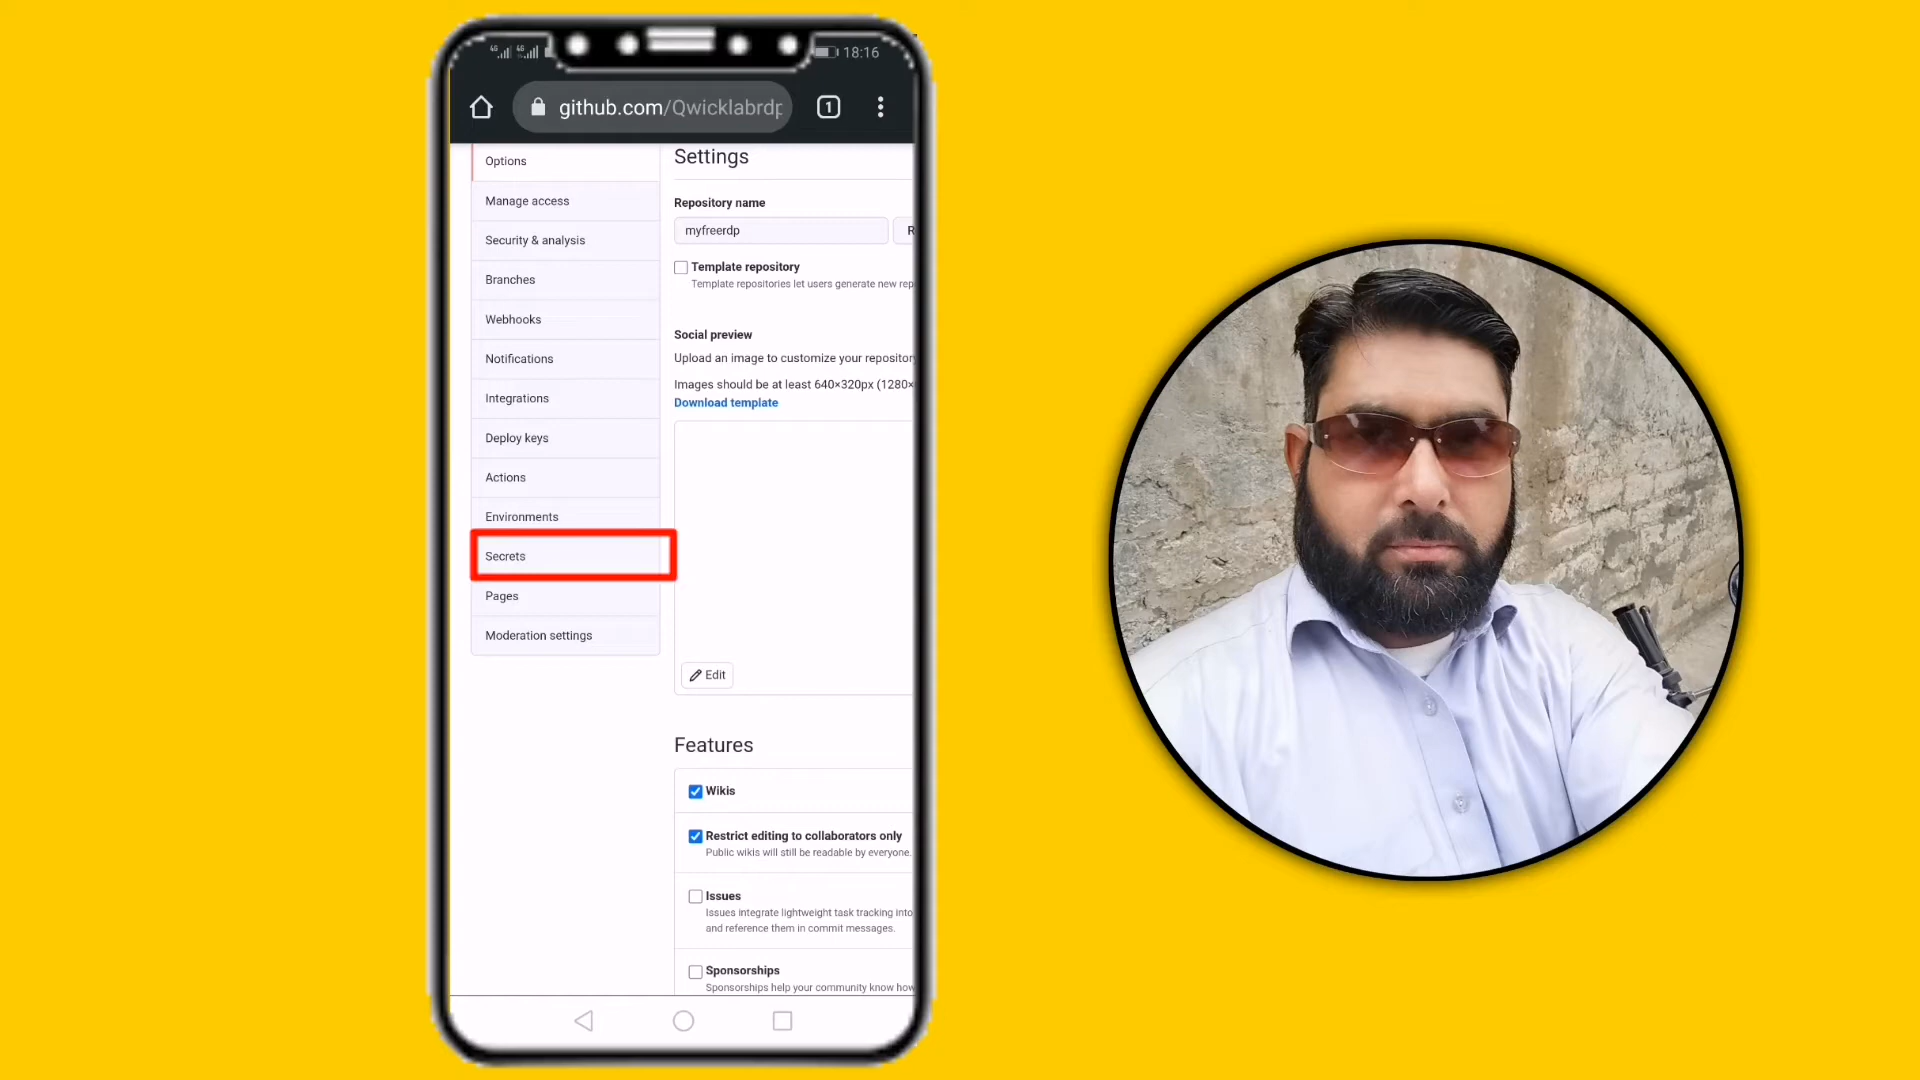 4G 4G 18:16
github.com/Qwicklabrdp 1
Options
Manage access
Security & analysis
Branches
Webhooks
Notifications
Integrations
Deploy keys
Actions
Environments
Secrets
Pages
Moderation settings
Settings
Repository name
myfreerdp
R
Template repository
Template repositories let users generate new rep
Social preview
Upload an image to customize your repository
Images should be at least 640×320px (1280×
Download template
Edit
Features
Wikis
Restrict editing to collaborators only
Public wikis will still be readable by everyone.
Issues
Issues integrate lightweight task tracking into
and reference them in commit messages.
Sponsorships
Sponsorships help your community know how